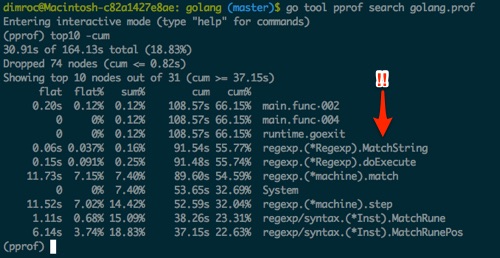 dimroc@Macintosh-c82a1427e8ae: golang (master)$ go tool pprof search golang.prof
Entering interactive mode (type "help" for commands)
(pprof) top10 -cum
30.91s of 164.13s total (18.83%)
Dropped 74 nodes (cum <= 0.82s)
Showing top 10 nodes out of 31 (cum >= 37.15s)
flat flat% sum% cum cum%
0.20s 0.12% 0.12% 108.57s 66.15% main.func·002
0 0% 0.12% 108.57s 66.15% main.func·004
0 0% 0.12% 108.57s 66.15% runtime.goexit
0.06s 0.037% 0.16% 91.54s 55.77% regexp.(*Regexp).MatchString
0.15s 0.091% 0.25% 91.48s 55.74% regexp.(*Regexp).doExecute
11.73s 7.15% 7.40% 89.60s 54.59% regexp.(*machine).match
0 0% 7.40% 53.65s 32.69% System
11.52s 7.02% 14.42% 52.59s 32.04% regexp.(*machine).step
1.11s 0.68% 15.09% 38.26s 23.31% regexp/syntax.(*Inst).MatchRune
6.14s 3.74% 18.83% 37.15s 22.63% regexp/syntax.(*Inst).MatchRunePos
(pprof)
!!